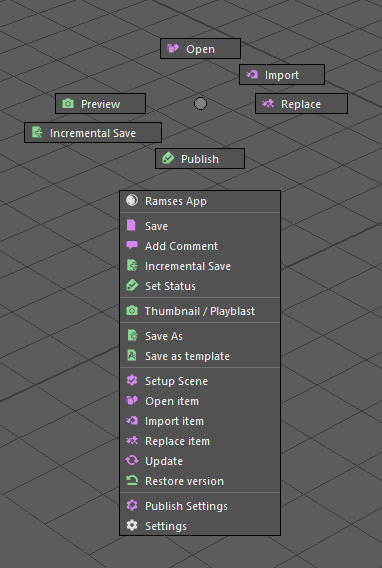 Open
Import
Preview
Replace
Incremental Save
Publish
Ramses App
Save
Add Comment
Incremental Save
Set Status
Thumbnail / Playblast
Save As
Save as template
Setup Scene
Open item
Import item
Replace item
Update
Restore version
Publish Settings
Settings